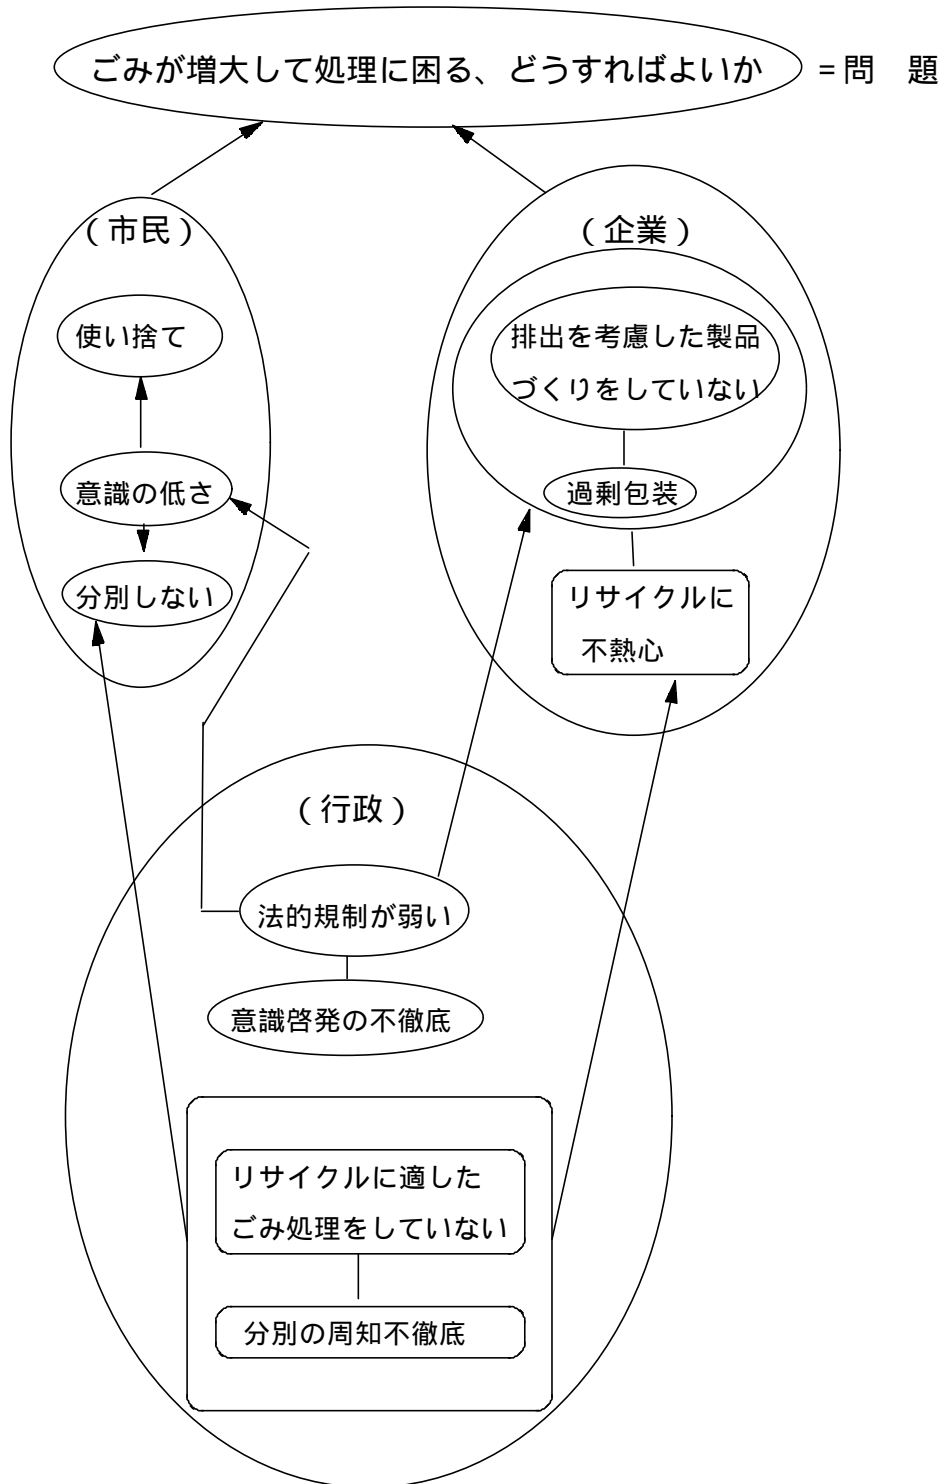 ごみが増大して処理に困る、どうすればよいか =問 題
(市民)
使い捨て
意識の低さ
分別しない
(企業)
排出を考慮した製品
づくりをしていない
過剰包装
リサイクルに
不熱心
(行政)
法的規制が弱い
意識啓発の不徹底
リサイクルに適した
ごみ処理をしていない
分別の周知不徹底